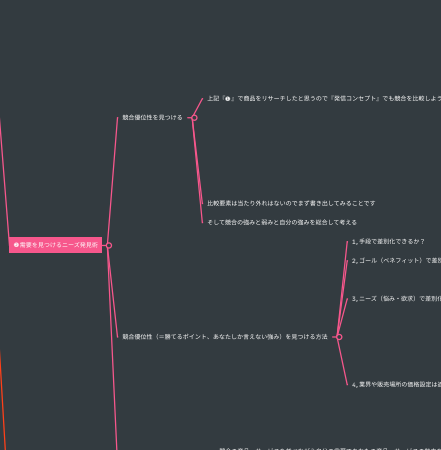 上記『❶』で商品をリサーチしたと思うので『発信コンセプト』でも競合を比較しよう
競合優位性を見つける
比較要素は当たり外れはないのでまず書き出してみることです
そして競合の強みと弱みと自分の強みを総合して考える
❷需要を見つけるニーズ発見術
1, 手段で差別化できるか？
2, ゴール（ベネフィット）で差別
3, ニーズ（悩み・欲求）で差別化
競合優位性（＝勝てるポイント、あなたしか言えない強み）を見つける方法
4, 業界や販売場所の価格設定は